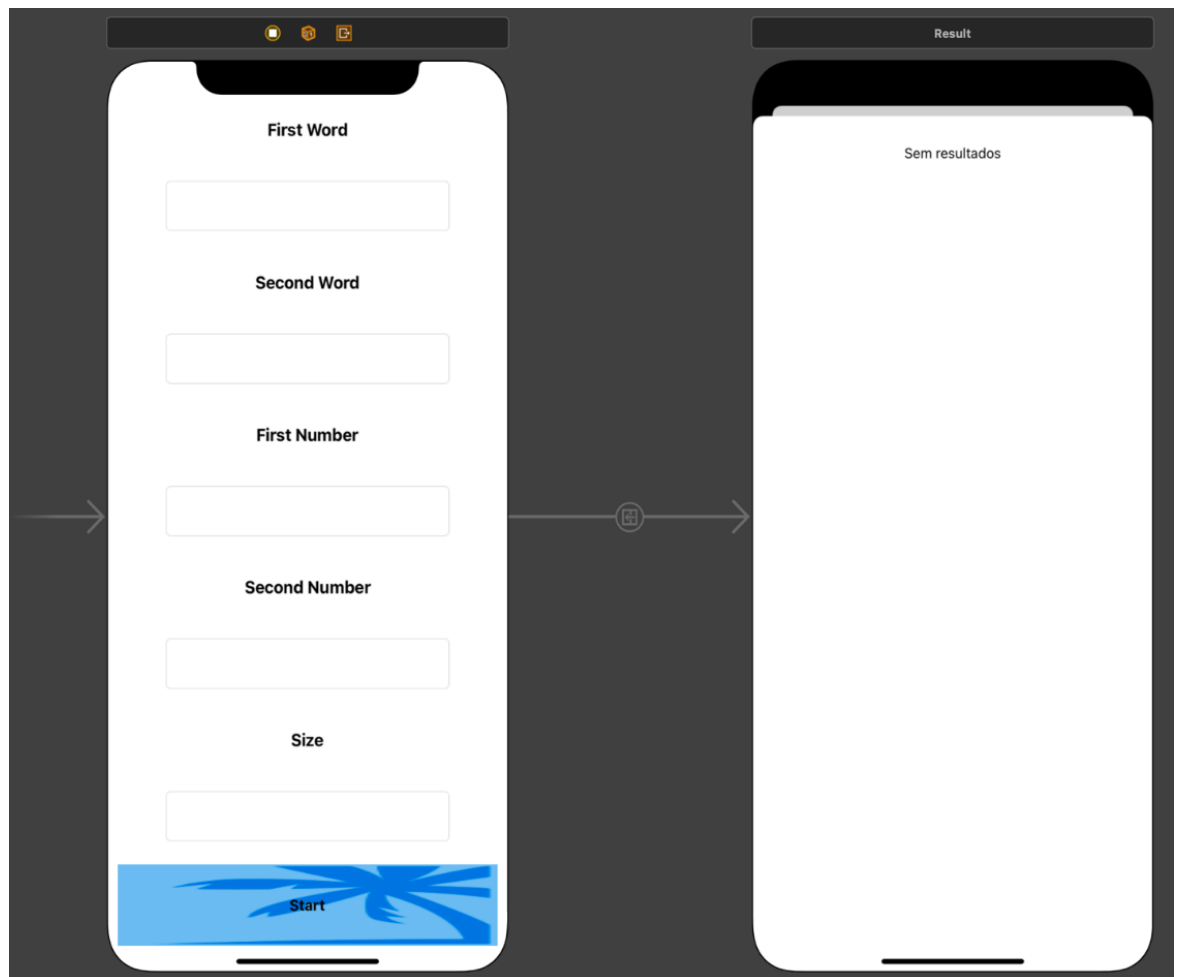 Result
First Word
Sem resultados
Second Word
First Number
Second Number
Size
Start